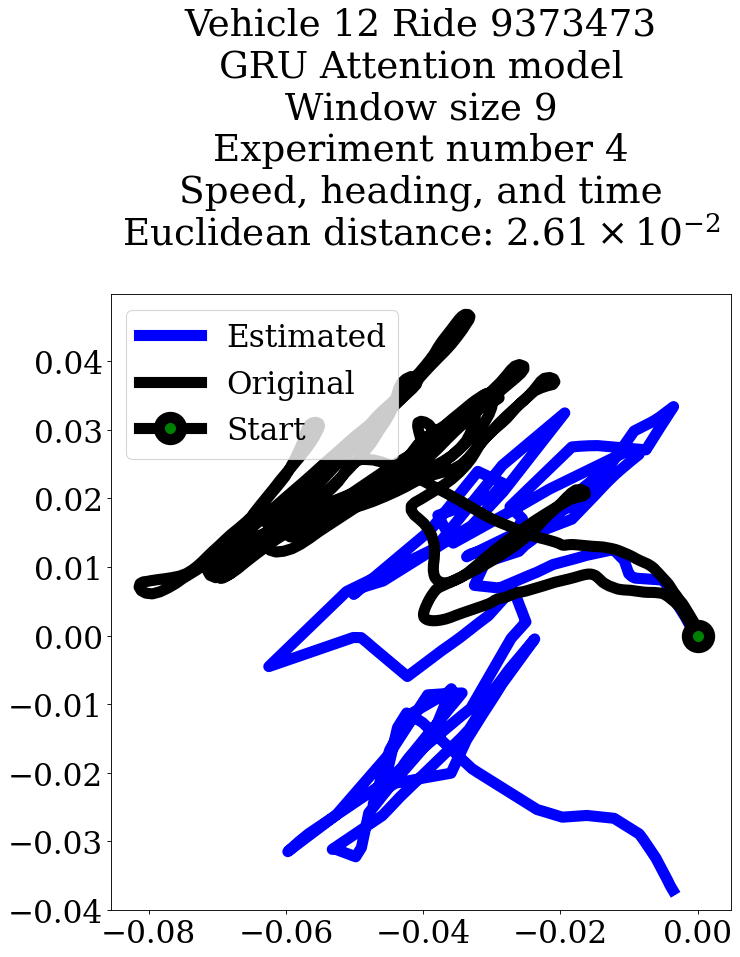 Vehicle 12 Ride 9373473
GRU Attention model
Window size 9
Experiment number 4
Speed, heading, and time
Euclidean distance: 2.61 × 10⁻²
Estimated
Original
Start
0.04
0.03
0.02
0.01
0.00
−0.01
−0.02
−0.03
−0.04
−0.08 −0.06 −0.04 −0.02 0.00